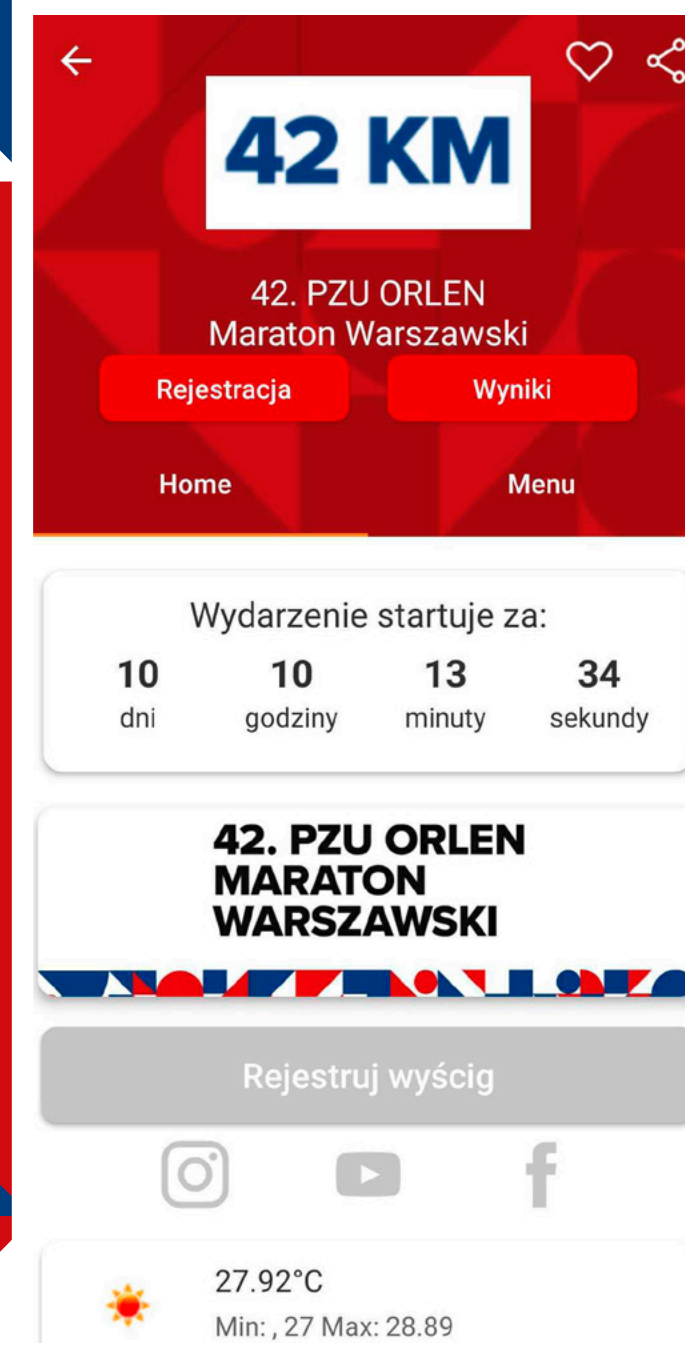 42 KM
42. PZU ORLEN
Maraton Warszawski
Rejestracja Wyniki
Home Menu
Wydarzenie startuje za:
10 10 13 34
dni godziny minuty sekundy
42. PZU ORLEN
MARATON
WARSZAWSKI
Rejestruj wyścig
27.92°C
Min: , 27 Max: 28.89